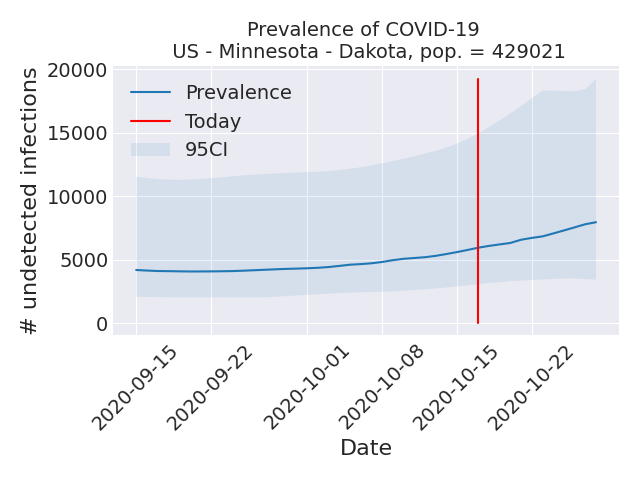 Prevalence of COVID-19
US - Minnesota - Dakota, pop. = 429021
# undetected infections
20000
15000
10000
5000
0
Prevalence
Today
95CI
2020-09-15
2020-09-22
2020-10-01
2020-10-08
2020-10-15
2020-10-22
Date